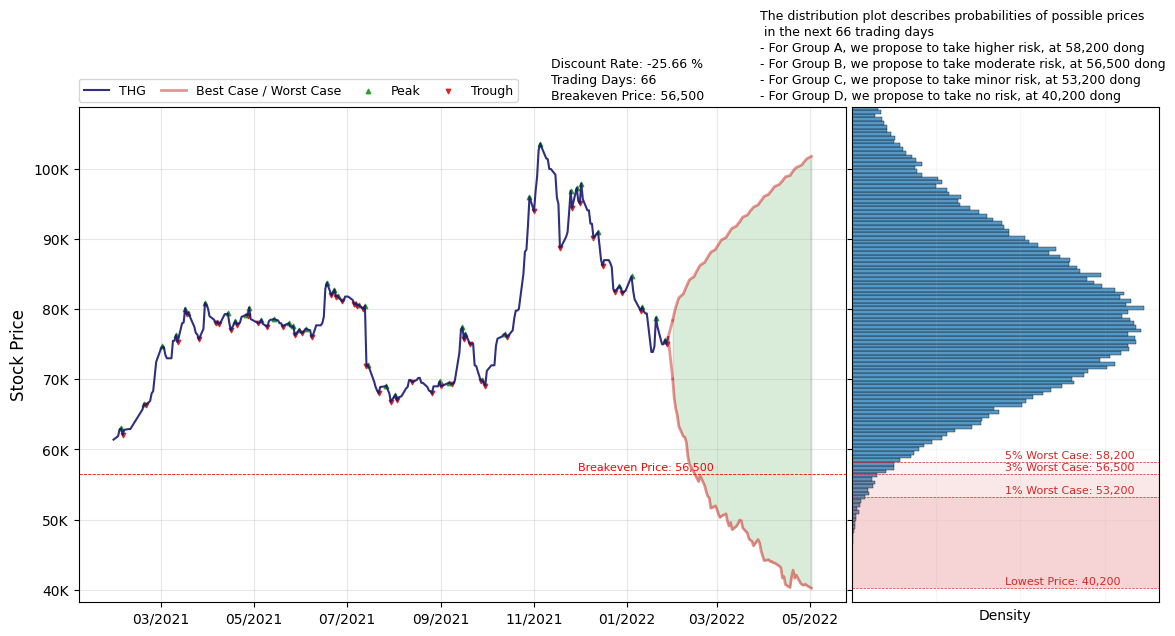 The distribution plot describes probabilities of possible prices
in the next 66 trading days
- For Group A, we propose to take higher risk, at 58,200 dong
- For Group B, we propose to take moderate risk, at 56,500 dong
- For Group C, we propose to take minor risk, at 53,200 dong
- For Group D, we propose to take no risk, at 40,200 dong
Discount Rate: -25.66 %
Trading Days: 66
Breakeven Price: 56,500
THG
Best Case / Worst Case
Peak
Trough
Stock Price
100K
90K
80K
70K
60K
50K
40K
Breakeven Price: 56,500
5% Worst Case: 58,200
3% Worst Case: 56,500
1% Worst Case: 53,200
Lowest Price: 40,200
03/2021
05/2021
07/2021
09/2021
11/2021
01/2022
03/2022
05/2022
Density